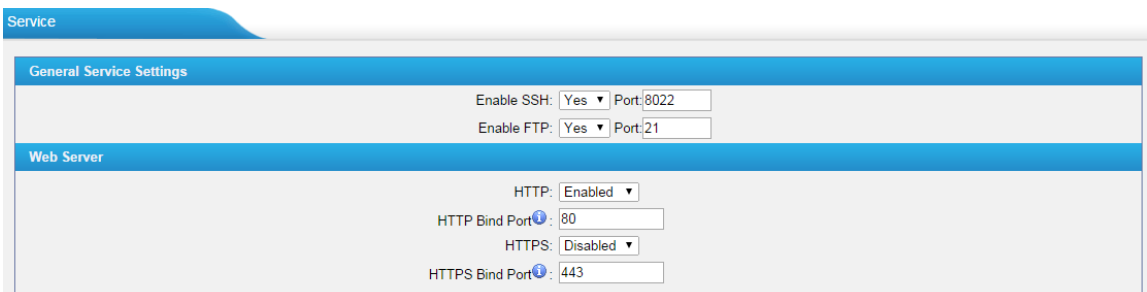 Service
General Service Settings
Enable SSH: Yes Port: 8022
Enable FTP: Yes Port: 21
Web Server
HTTP: Enabled
HTTP Bind Port i : 80
HTTPS: Disabled
HTTPS Bind Port i : 443